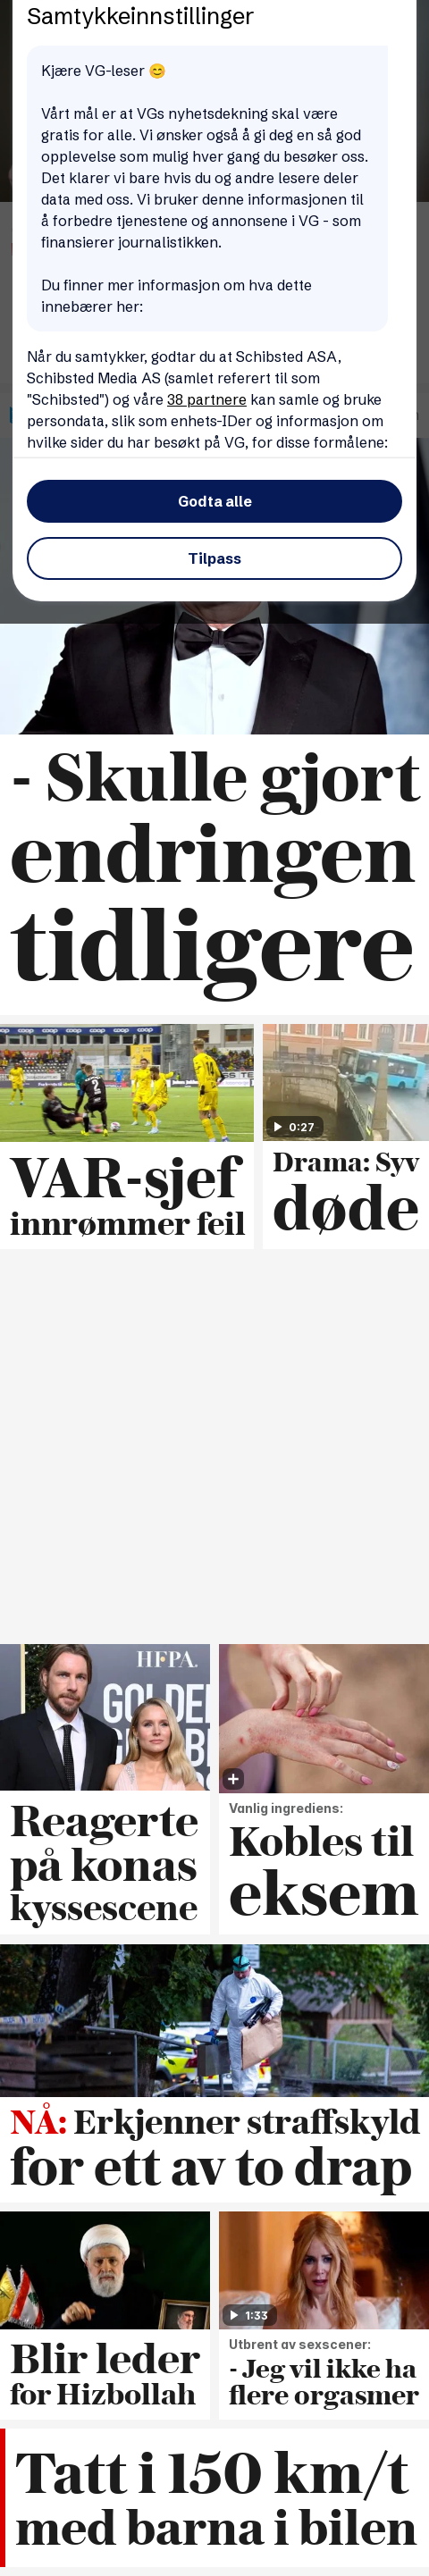 Samtykkeinnstillinger
Kjære VG-leser 😊
Vårt mål er at VGs nyhetsdekning skal være
gratis for alle. Vi ønsker også å gi deg en så god
opplevelse som mulig hver gang du besøker oss.
Det klarer vi bare hvis du og andre lesere deler
data med oss. Vi bruker denne informasjonen til
å forbedre tjenestene og annonsene i VG - som
finansierer journalistikken.
Du finner mer informasjon om hva dette
innebærer her:
Når du samtykker, godtar du at Schibsted ASA,
Schibsted Media AS (samlet referert til som
"Schibsted") og våre 38 partnere kan samle og bruke
persondata, slik som enhets-IDer og informasjon om
hvilke sider du har besøkt på VG, for disse formålene:
Godta alle
Tilpass
- Skulle gjort
endringen
tidligere
VAR-sjef
innrømmer feil
0:27
Drama: Syv
døde
HFPA.
GOLDEN
Reagerte
på konas
kyssescene
Vanlig ingrediens:
Kobles til
eksem
NÅ: Erkjenner straffskyld
for ett av to drap
Blir leder
for Hizbollah
1:33
Utbrent av sexscener:
- Jeg vil ikke ha
flere orgasmer
Tatt i 150 km/t
med barna i bilen